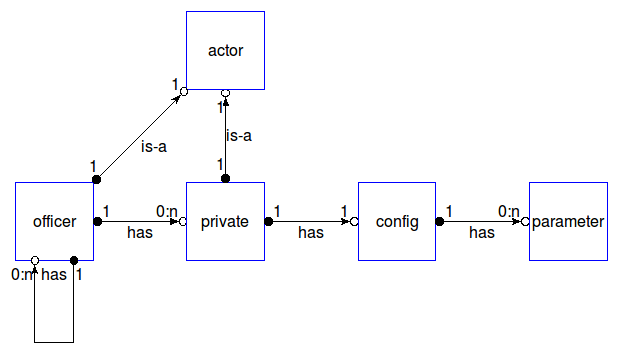 actor
1
1
is-a
is-a
1
1
officer
1
0:n
has
private
1
1
has
config
1
0:n
has
parameter
0:n has 1